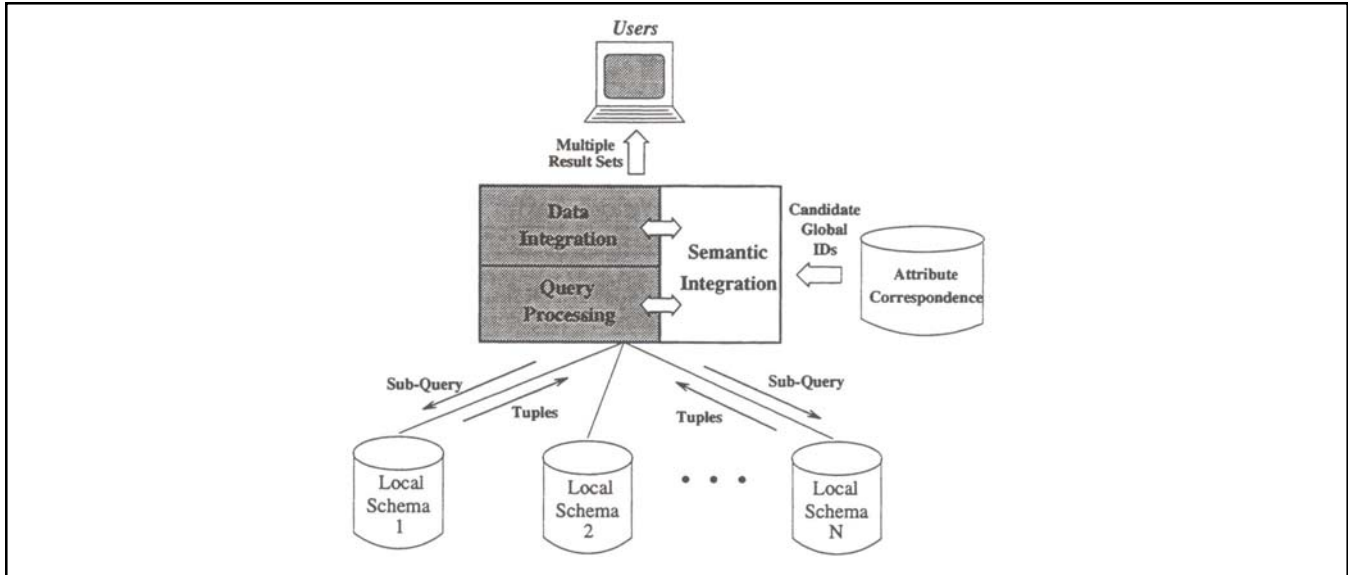 Users
Multiple
Result Sets
Data
Integration
Query
Processing
Semantic
Integration
Candidate
Global
IDs
Attribute
Correspondence
Sub-Query
Tuples
Tuples
Sub-Query
Local
Schema
1
Local
Schema
2
Local
Schema
N